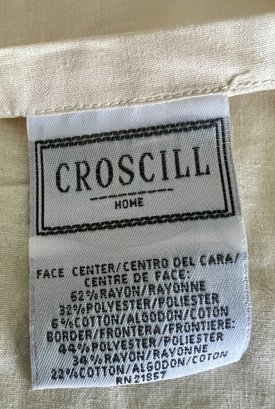 CROSCILL
HOME
FACE CENTER/CENTRO DEL CARA/
CENTRE DE FACE:
62% RAYON/RAYONNE
32% POLYESTER/POLIESTER
6% COTTON/ALGODON/COTON
BORDER/FRONTERA/FRONTIERE:
44% POLYESTER/POLIESTER
34% RAYON/RAYONNE
22% COTTON/ALGODON/COTON
RN21857